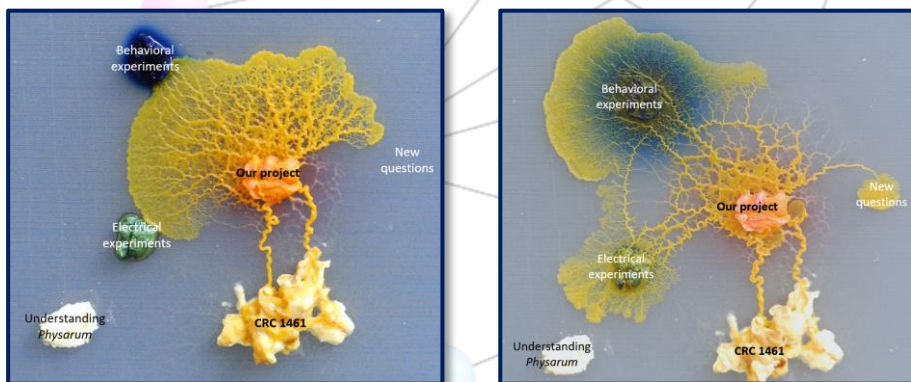 Behavioral
experiments
New
questions
Our project
Electrical
experiments
Understanding
Physarum
CRC 1461
Behavioral
experiments
New
questions
Our project
Electrical
experiments
Understanding
Physarum
CRC 1461